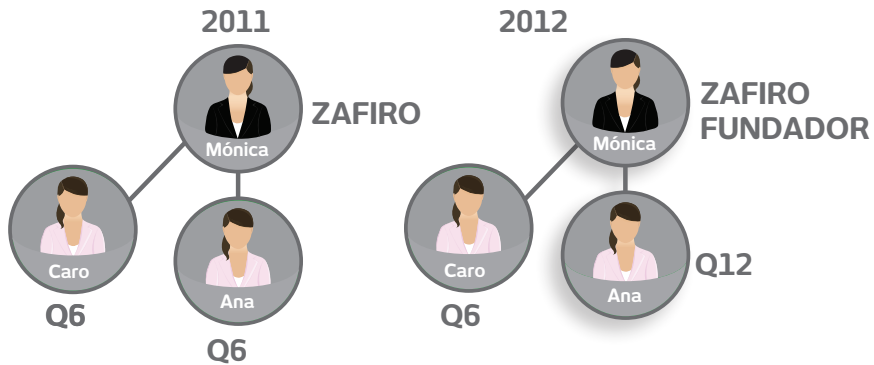 2011
2012
ZAFIRO
ZAFIRO
FUNDADOR
Mónica
Mónica
Caro
Ana
Caro
Ana
Q6
Q6
Q6
Q12